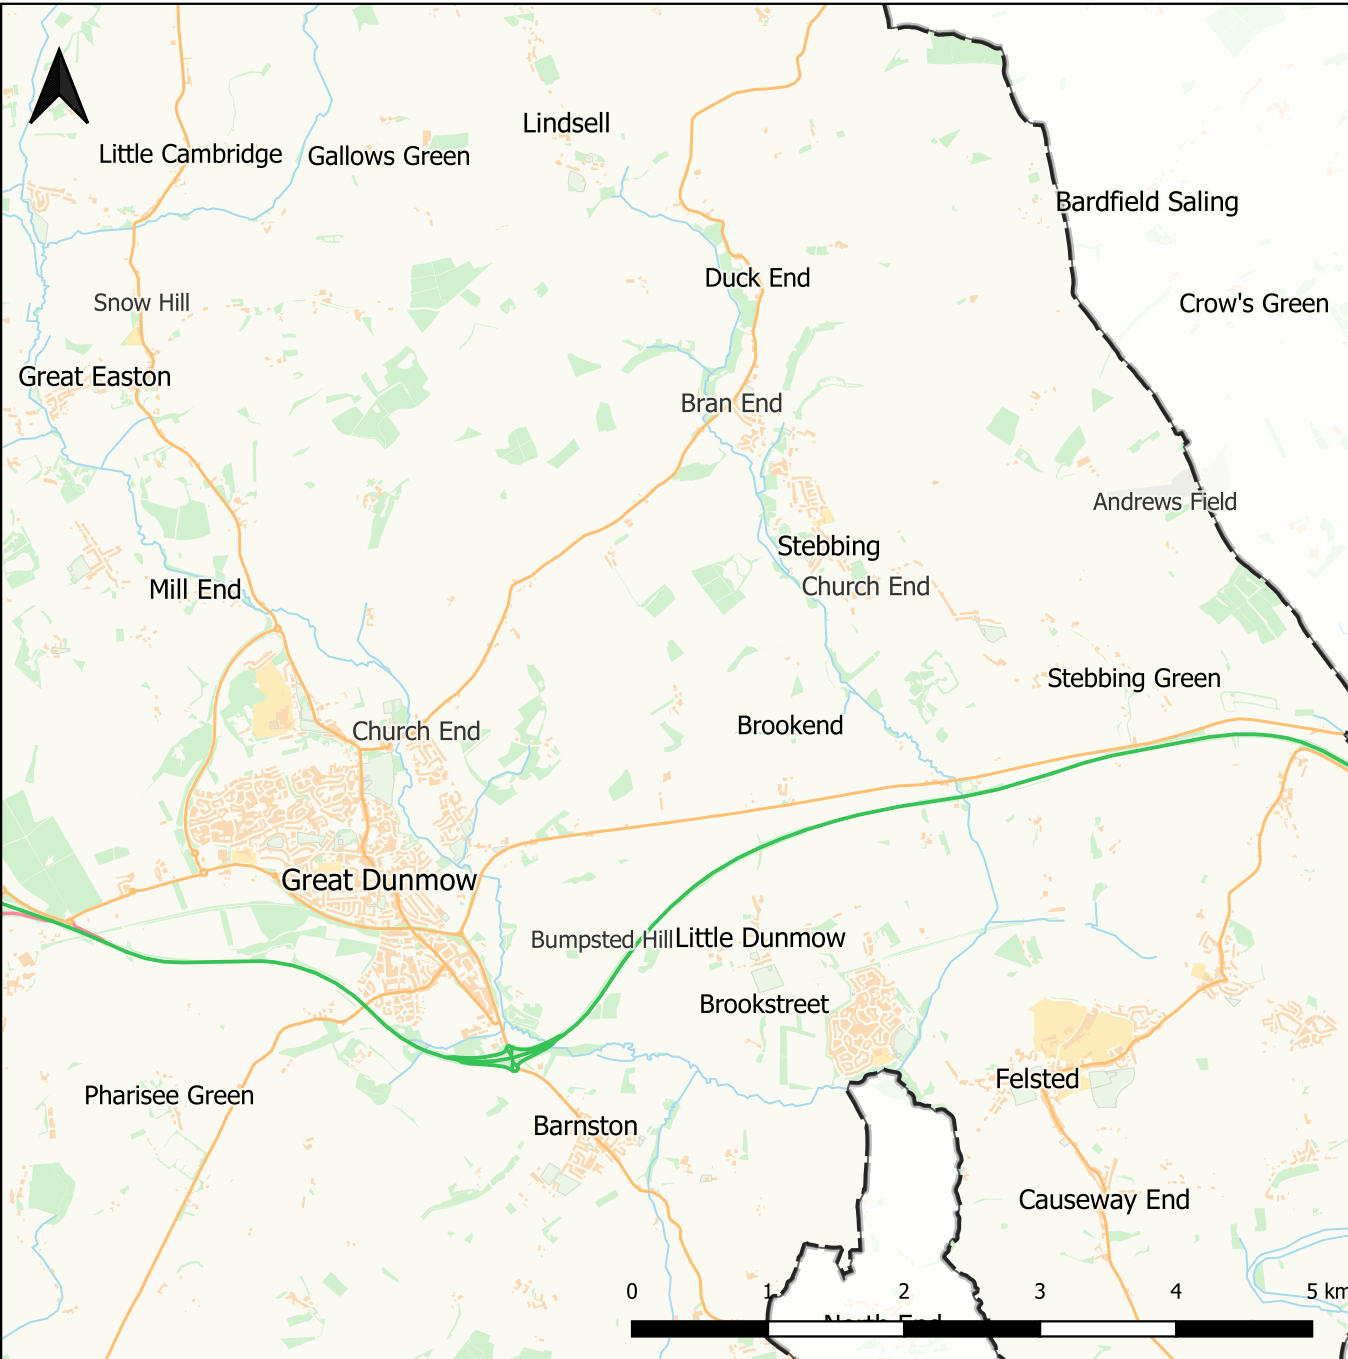 Lindsell
Little Cambridge
Gallows Green
Bardfield Saling
Duck End
Snow Hill
Crow's Green
Great Easton
Bran End
Andrews Field
Stebbing
Mill End
Church End
Stebbing Green
Church End
Brookend
Great Dunmow
Bumpsted Hill
Little Dunmow
Brookstreet
Felsted
Pharisee Green
Barnston
Causeway End
0 1 2 3 4 5 km
North End